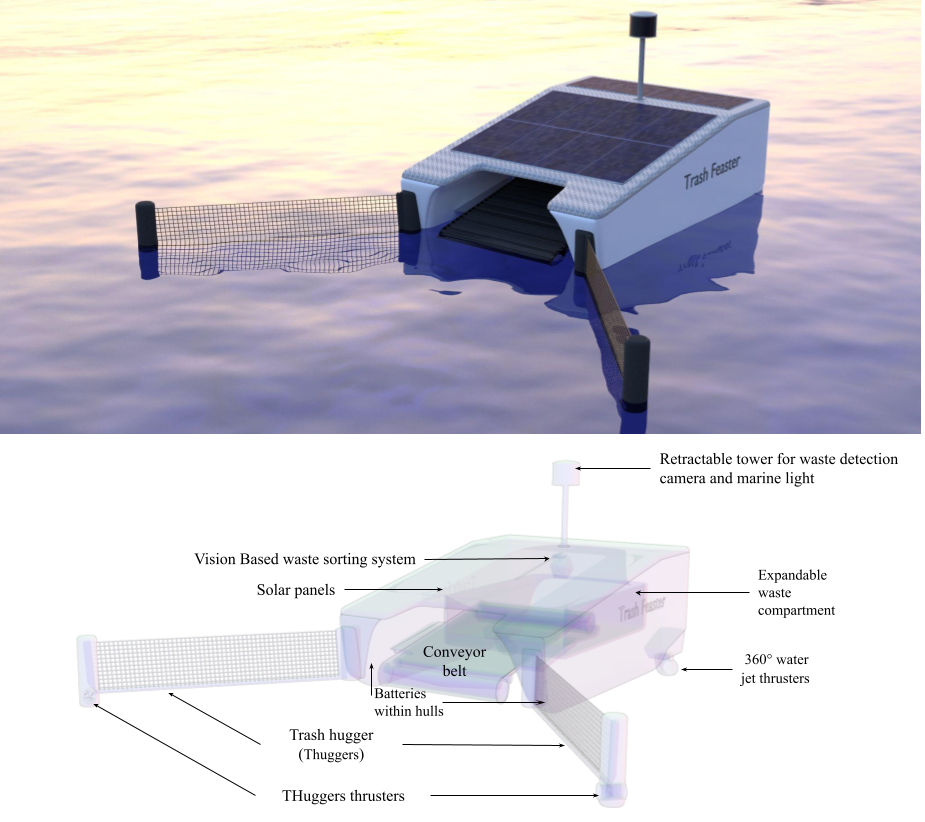 Trash Feaster
Retractable tower for waste detection
camera and marine light
Vision Based waste sorting system
Solar panels
Expandable
waste
compartment
Trash Feaster
Conveyor
belt
360° water
jet thrusters
Batteries
within hulls
Trash hugger
(Thuggers)
THuggers thrusters